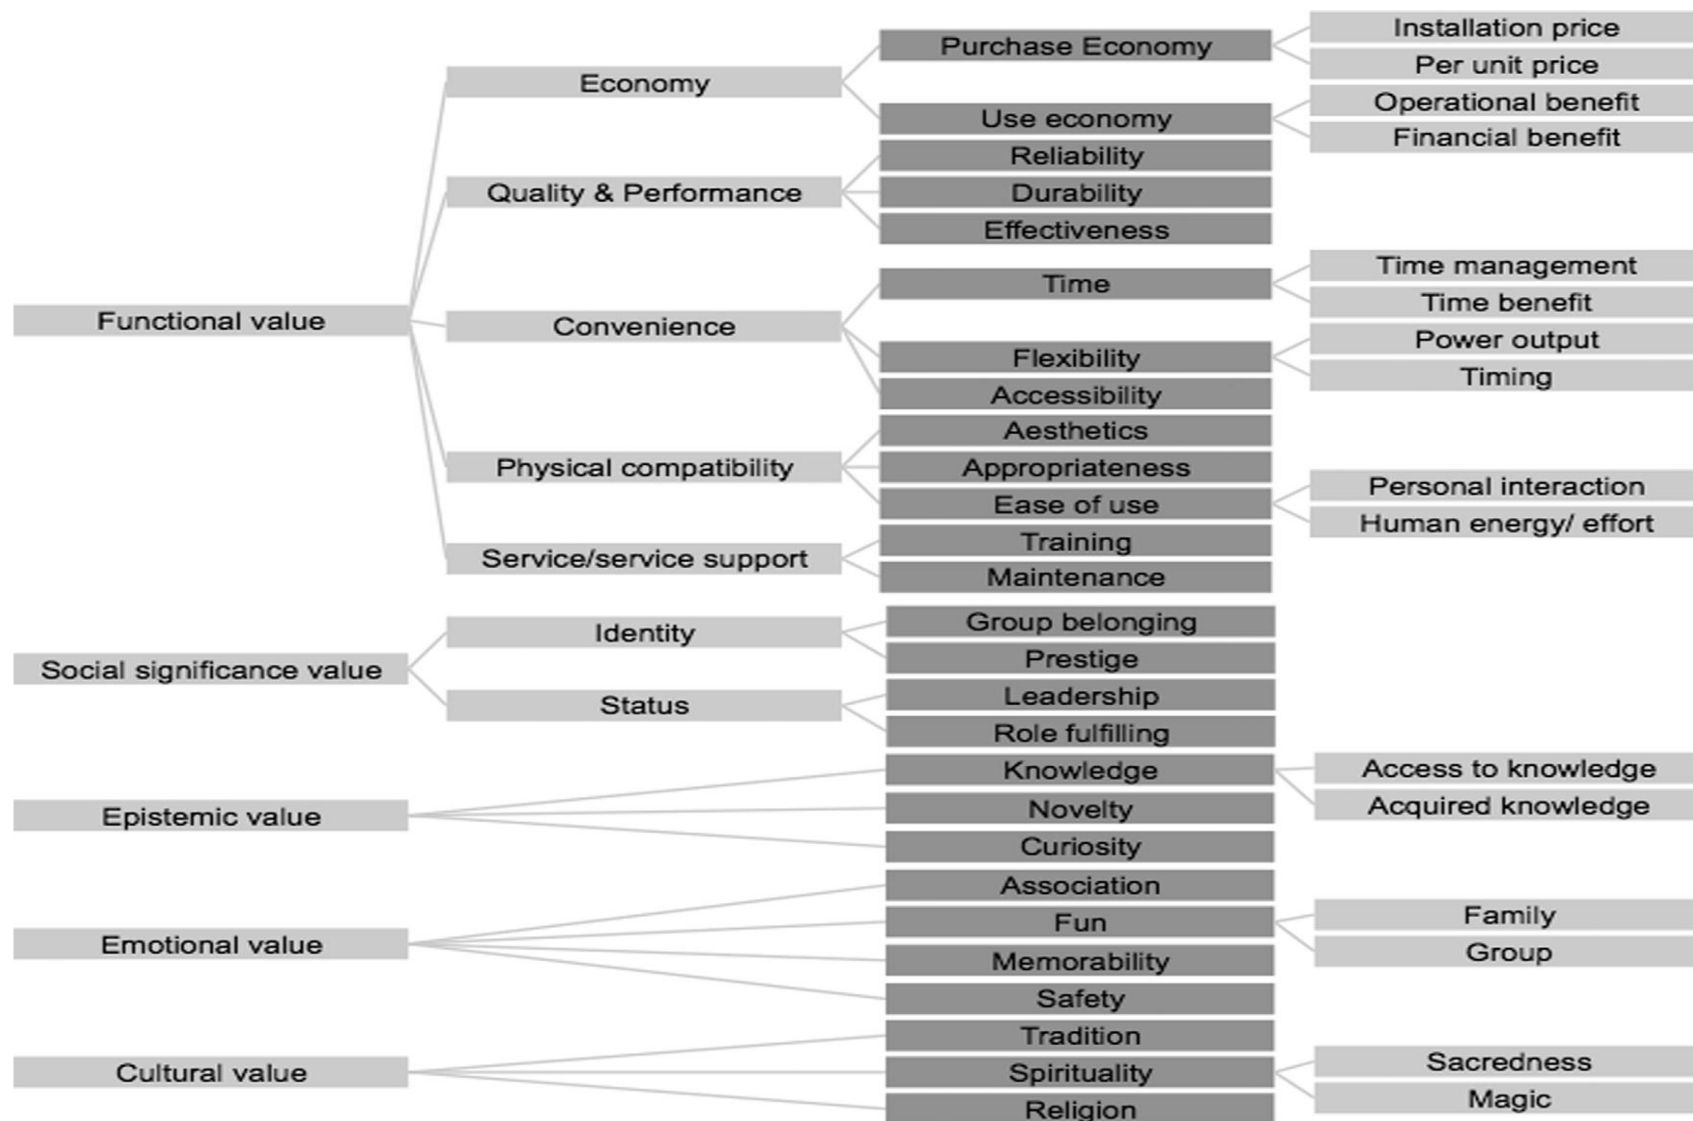 Functional value
Economy
Purchase Economy
Installation price
Per unit price
Use economy
Operational benefit
Financial benefit
Quality & Performance
Reliability
Durability
Effectiveness
Convenience
Time
Time management
Time benefit
Flexibility
Power output
Timing
Accessibility
Physical compatibility
Aesthetics
Appropriateness
Ease of use
Personal interaction
Human energy/ effort
Service/service support
Training
Maintenance
Social significance value
Identity
Group belonging
Prestige
Status
Leadership
Role fulfilling
Epistemic value
Knowledge
Access to knowledge
Acquired knowledge
Novelty
Curiosity
Emotional value
Association
Fun
Family
Group
Memorability
Safety
Cultural value
Tradition
Spirituality
Sacredness
Magic
Religion